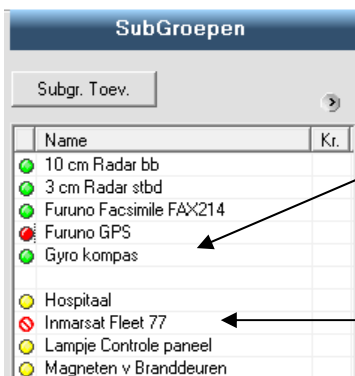 SubGroepen
Subgr. Toev.
Name Kr.
10 cm Radar bb
3 cm Radar stbd
Furuno Facsimile FAX214
Furuno GPS
Gyro kompas
Hospitaal
Inmarsat Fleet 77
Lampje Controle paneel
Magneten v Branddeuren